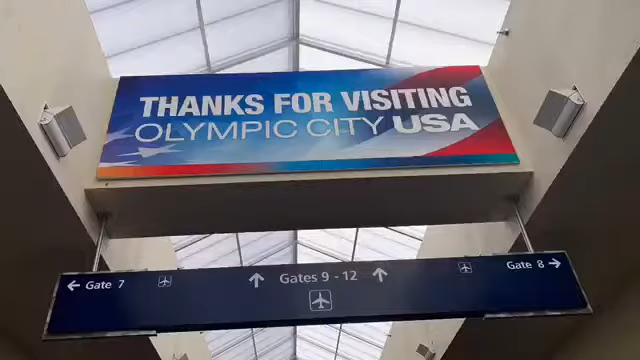 THANKS FOR VISITING
OLYMPIC CITY USA
← Gate 7
↑ Gates 9 - 12 ↑
Gate 8 →